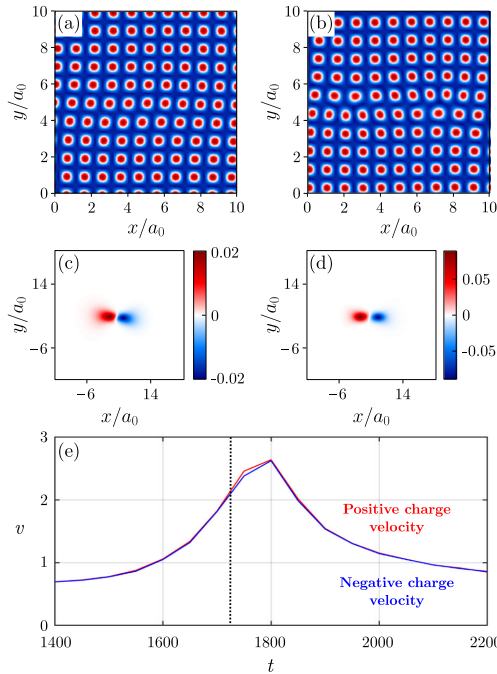 (a)
10
8
6
4
2
0
y/a₀
0 2 4 6 8 10
x/a₀
(b)
10
8
6
4
2
0
y/a₀
0 2 4 6 8 10
x/a₀
(c)
14
-6
y/a₀
-6 14
x/a₀
0.02
0
-0.02
(d)
14
-6
y/a₀
-6 14
x/a₀
0.05
0
-0.05
(e)
3
2
1
0
v
Positive charge
velocity
Negative charge
velocity
1400 1600 1800 2000 2200
t